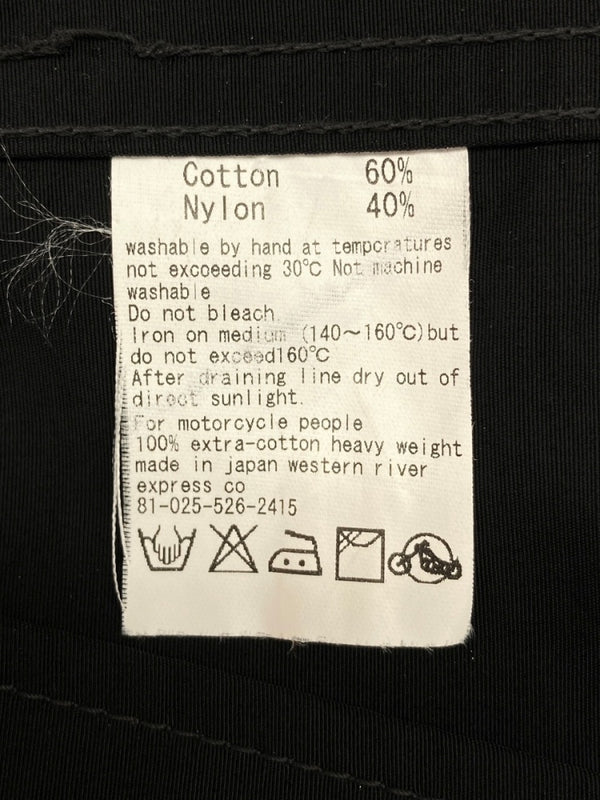 Cotton 60%
Nylon 40%
washable by hand at tempcratures
not excoeeding 30℃ Not machine
washable
Do not bleach
Iron on medium (140～160℃)but
do not exceed160℃
After draining line dry out of
direct sunlight.
For motorcycle people
100% extra-cotton heavy weight
made in japan western river
express co
81-025-526-2415